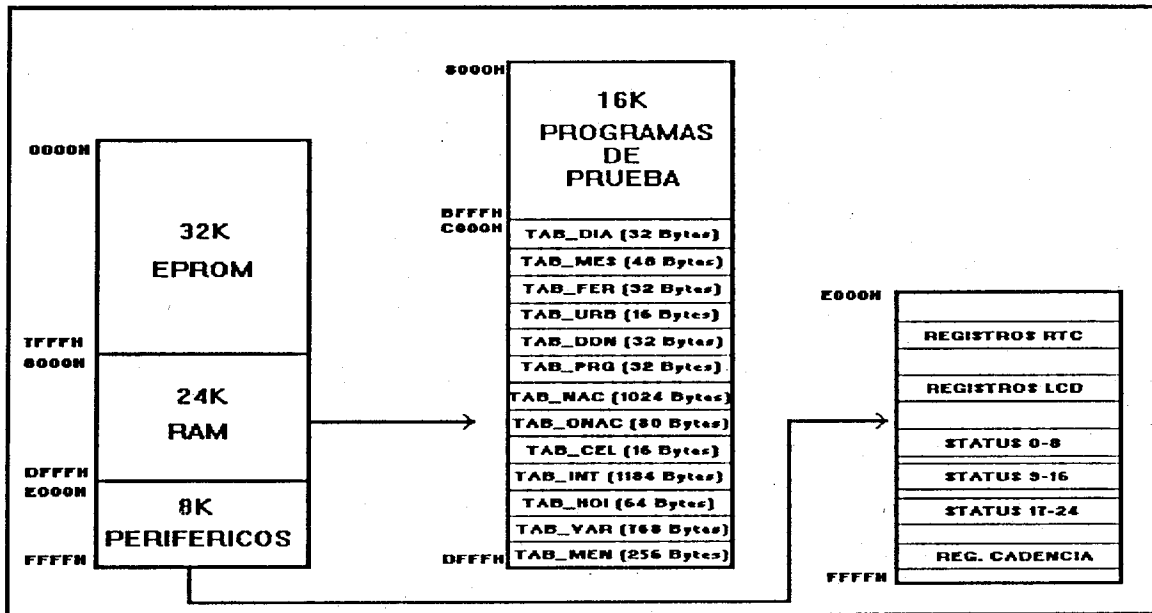 0000H
32K
EPROM
7FFFH
8000H
24K
RAM
DFFFH
E000H
8K
PERIFERICOS
FFFFH
8000H
16K
PROGRAMAS
DE
PRUEBA
BFFFH
C000H
TAB_DIA (32 Bytes)
TAB_MES (48 Bytes)
TAB_FER (32 Bytes)
TAB_URB (16 Bytes)
TAB_DDN (32 Bytes)
TAB_PRG (32 Bytes)
TAB_NAC (1024 Bytes)
TAB_ONAC (80 Bytes)
TAB_CEL (16 Bytes)
TAB_INT (1184 Bytes)
TAB_HOI (64 Bytes)
TAB_VAR (768 Bytes)
TAB_MEN (256 Bytes)
DFFFH
E000H
REGISTROS RTC
REGISTROS LCD
STATUS 0-8
STATUS 9-16
STATUS 17-24
REG. CADENCIA
FFFFH